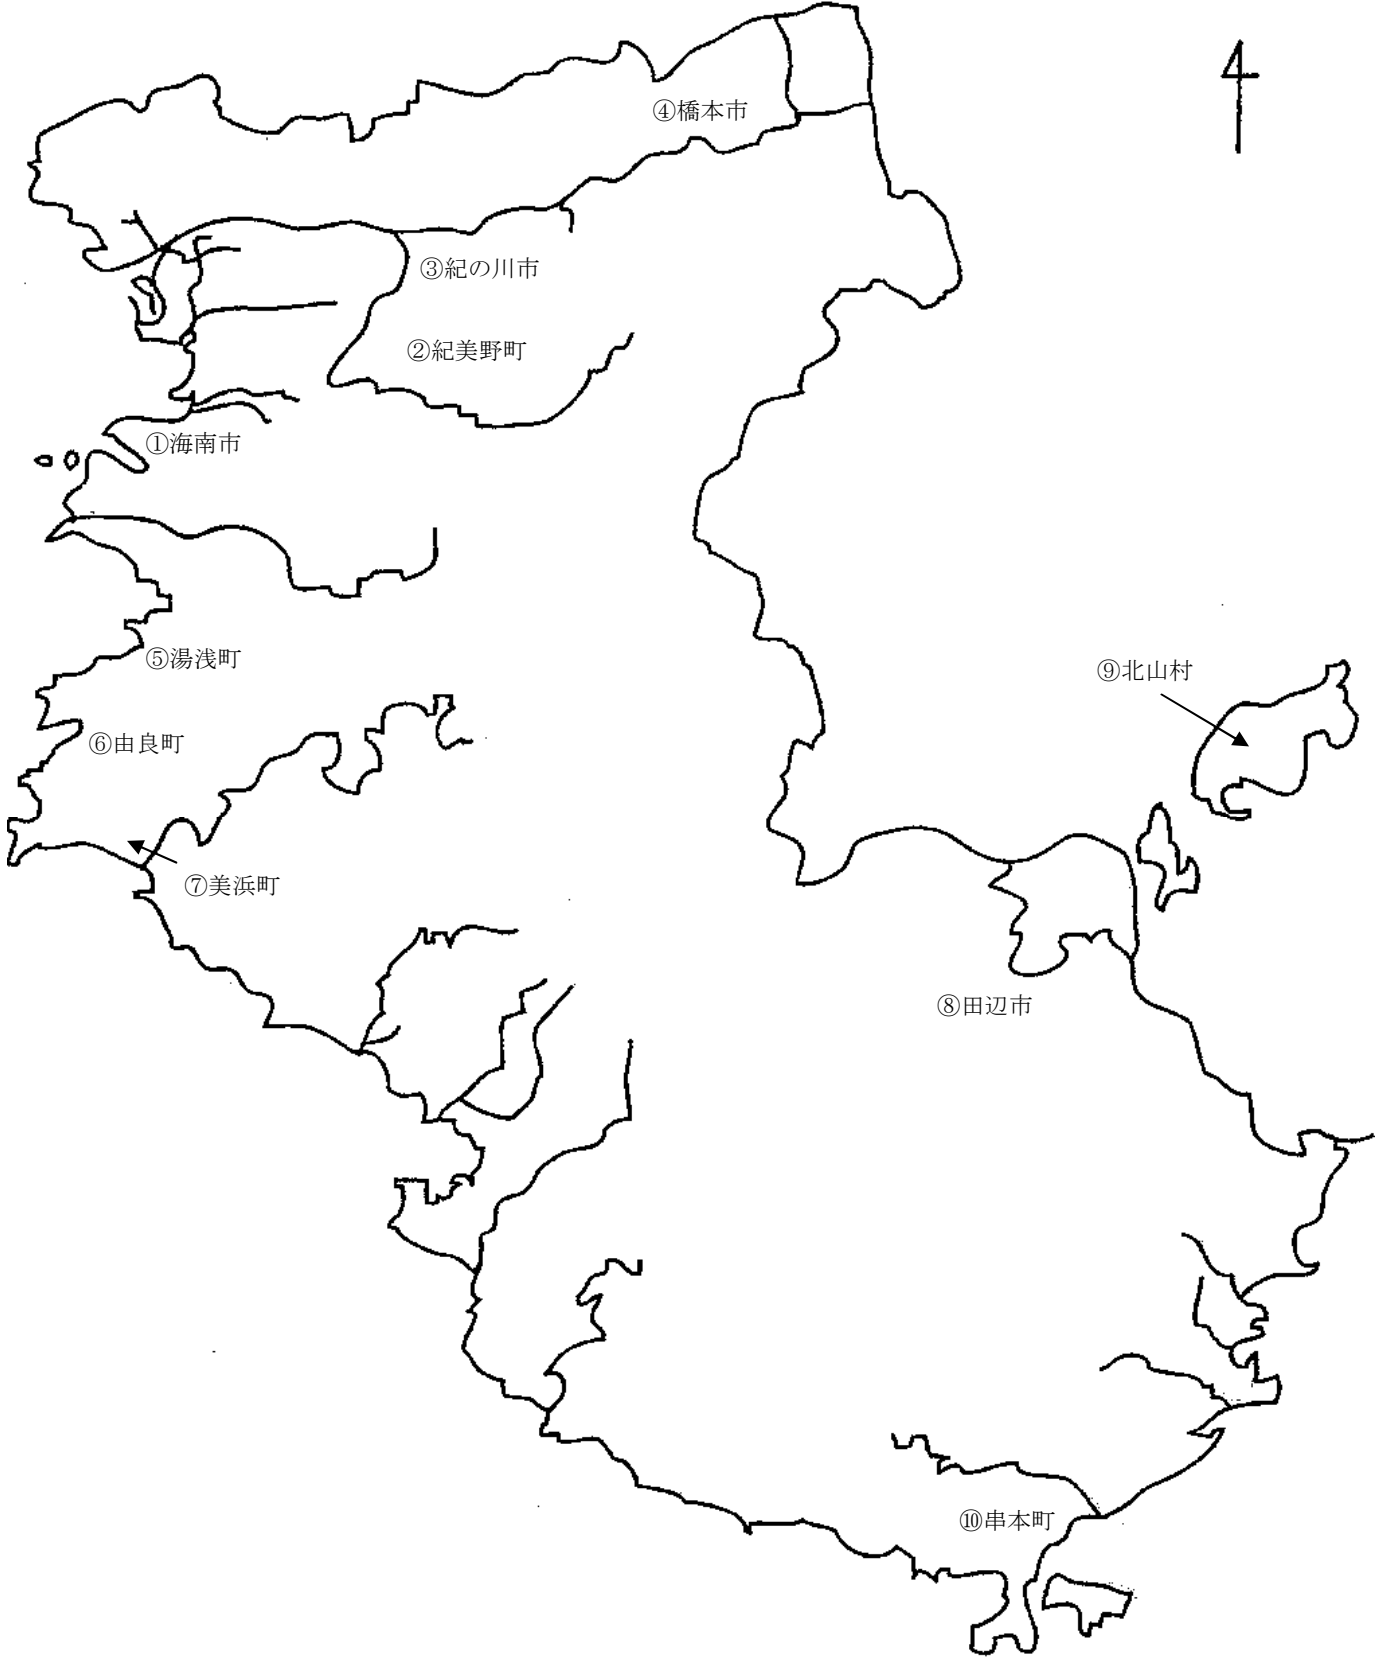 ④橋本市
③紀の川市
②紀美野町
①海南市
⑤湯浅町
⑨北山村
⑥由良町
⑦美浜町
⑧田辺市
⑩串本町